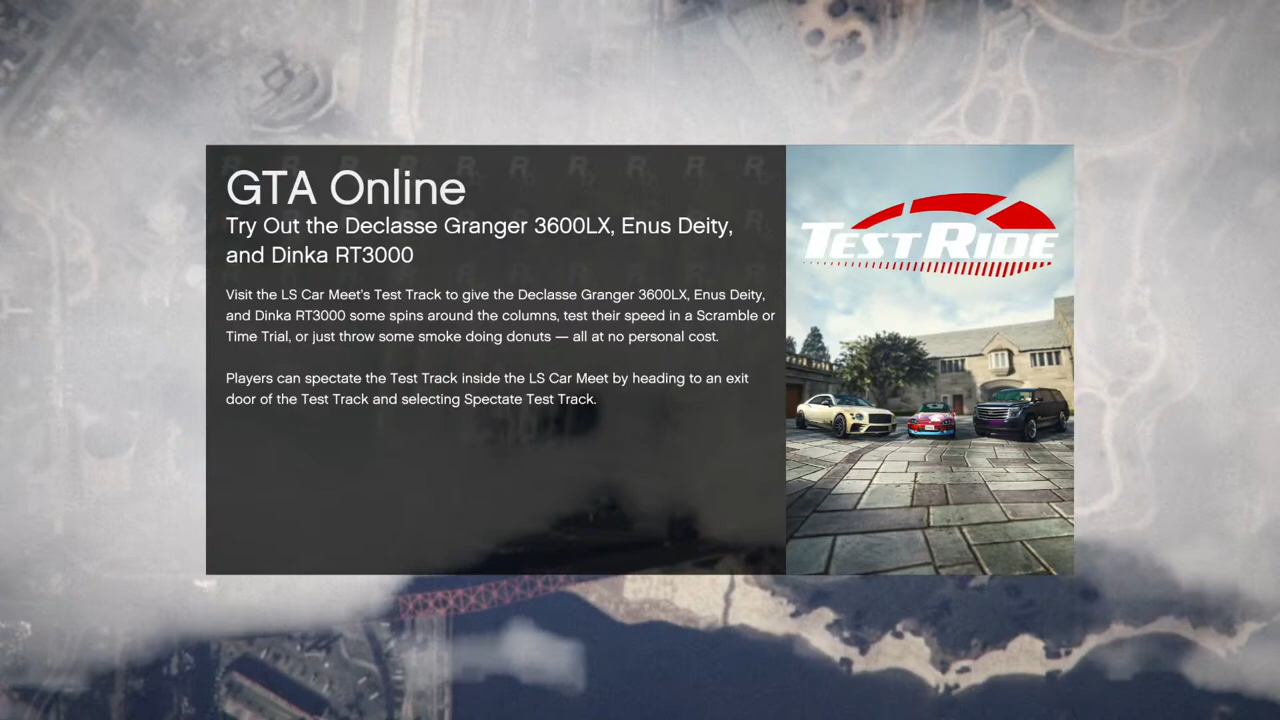 GTA Online
Try Out the Declasse Granger 3600LX, Enus Deity,
and Dinka RT3000
Visit the LS Car Meet's Test Track to give the Declasse Granger 3600LX, Enus Deity,
and Dinka RT3000 some spins around the columns, test their speed in a Scramble or
Time Trial, or just throw some smoke doing donuts — all at no personal cost.
Players can spectate the Test Track inside the LS Car Meet by heading to an exit
door of the Test Track and selecting Spectate Test Track.
TEST RIDE